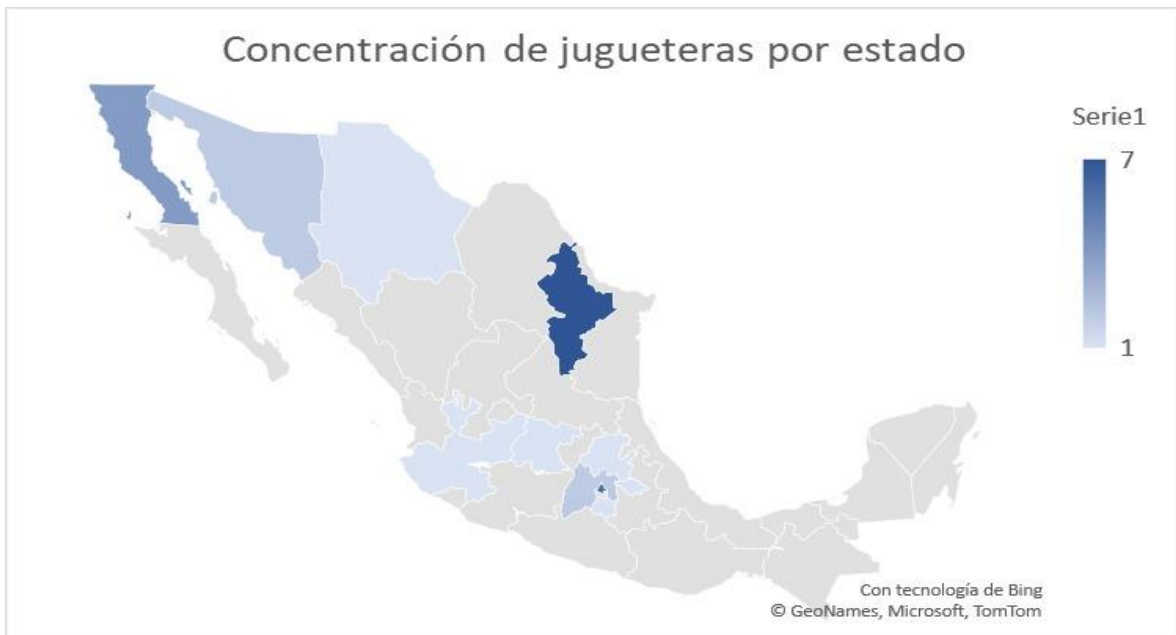 Concentración de jugueteras por estado
Serie1
7
1
Con tecnología de Bing
© GeoNames, Microsoft, TomTom